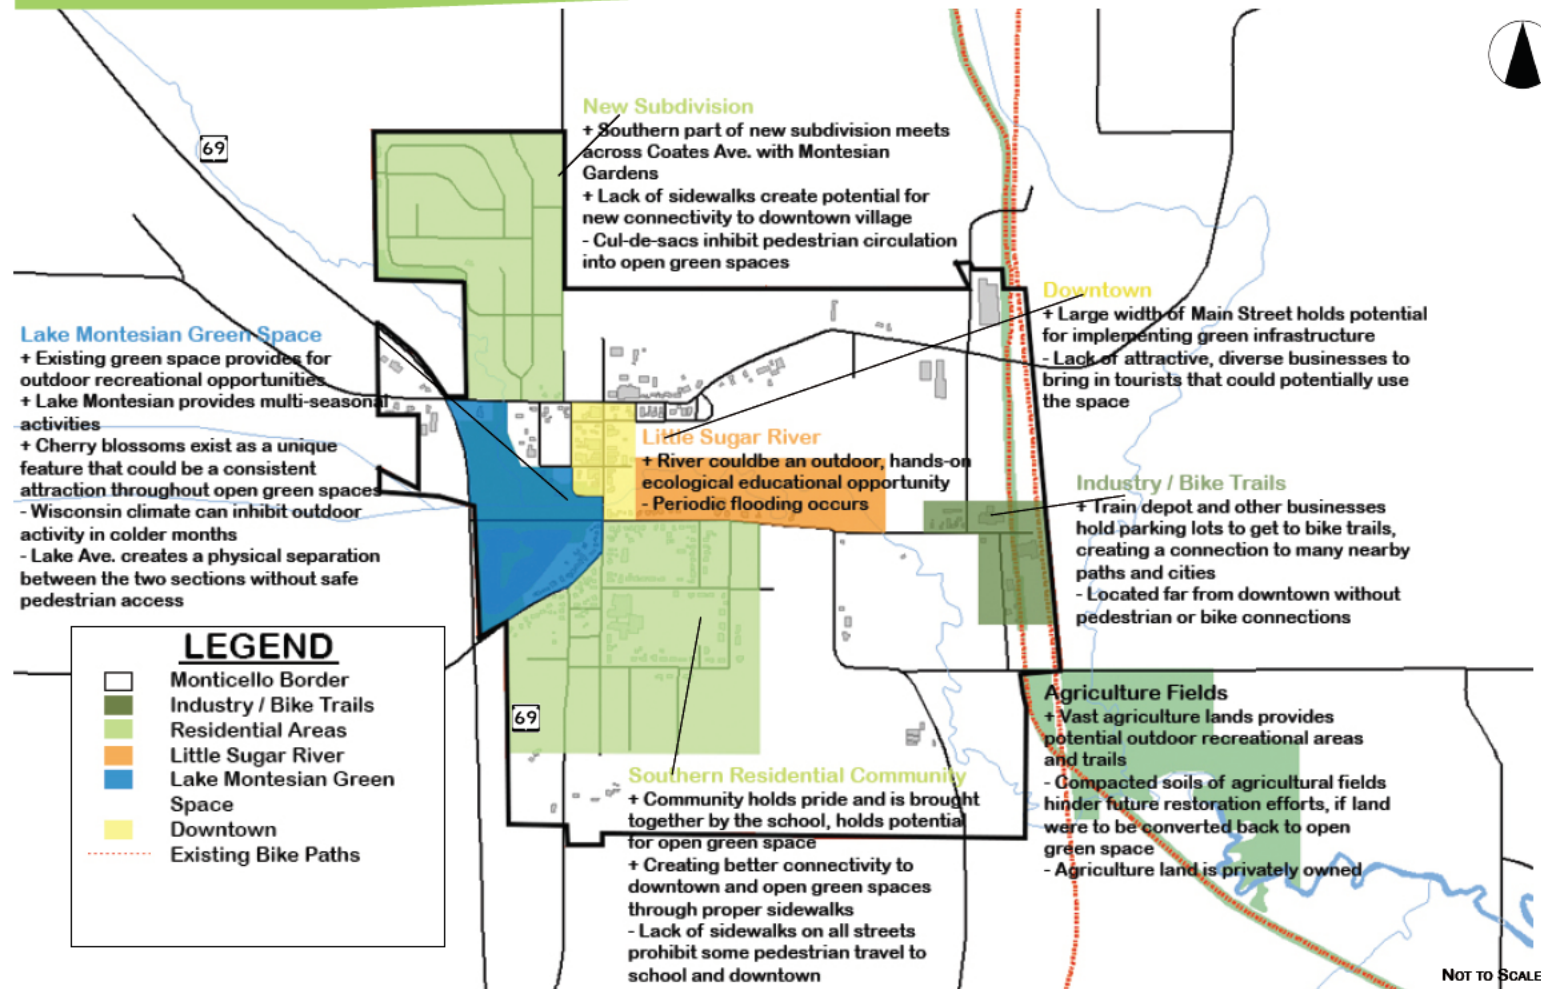 69
New Subdivision
+ Southern part of new subdivision meets
across Coates Ave. with Montesian
Gardens
+ Lack of sidewalks create potential for
new connectivity to downtown village
- Cul-de-sacs inhibit pedestrian circulation
into open green spaces
Downtown
+ Large width of Main Street holds potential
for implementing green infrastructure
- Lack of attractive, diverse businesses to
bring in tourists that could potentially use
the space
Lake Montesian Green Space
+ Existing green space provides for
outdoor recreational opportunities
+ Lake Montesian provides multi-seasonal
activities
+ Cherry blossoms exist as a unique
feature that could be a consistent
attraction throughout open green spaces
- Wisconsin climate can inhibit outdoor
activity in colder months
- Lake Ave. creates a physical separation
between the two sections without safe
pedestrian access
Little Sugar River
+ River couldbe an outdoor, hands-on
ecological educational opportunity
- Periodic flooding occurs
Industry / Bike Trails
+ Train depot and other businesses
hold parking lots to get to bike trails,
creating a connection to many nearby
paths and cities
- Located far from downtown without
pedestrian or bike connections
LEGEND
Monticello Border
Industry / Bike Trails
Residential Areas
Little Sugar River
Lake Montesian Green
Space
Downtown
Existing Bike Paths
69
Southern Residential Community
+ Community holds pride and is brought
together by the school, holds potential
for open green space
+ Creating better connectivity to
downtown and open green spaces
through proper sidewalks
- Lack of sidewalks on all streets
prohibit some pedestrian travel to
school and downtown
Agriculture Fields
+ Vast agriculture lands provides
potential outdoor recreational areas
and trails
- Compacted soils of agricultural fields
hinder future restoration efforts, if land
were to be converted back to open
green space
- Agriculture land is privately owned
NOT TO SCALE